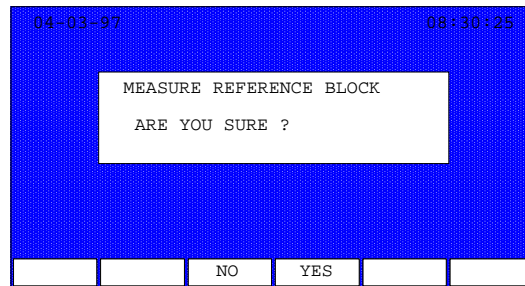 04-03-97 08:30:25
MEASURE REFERENCE BLOCK
ARE YOU SURE ?
NO YES